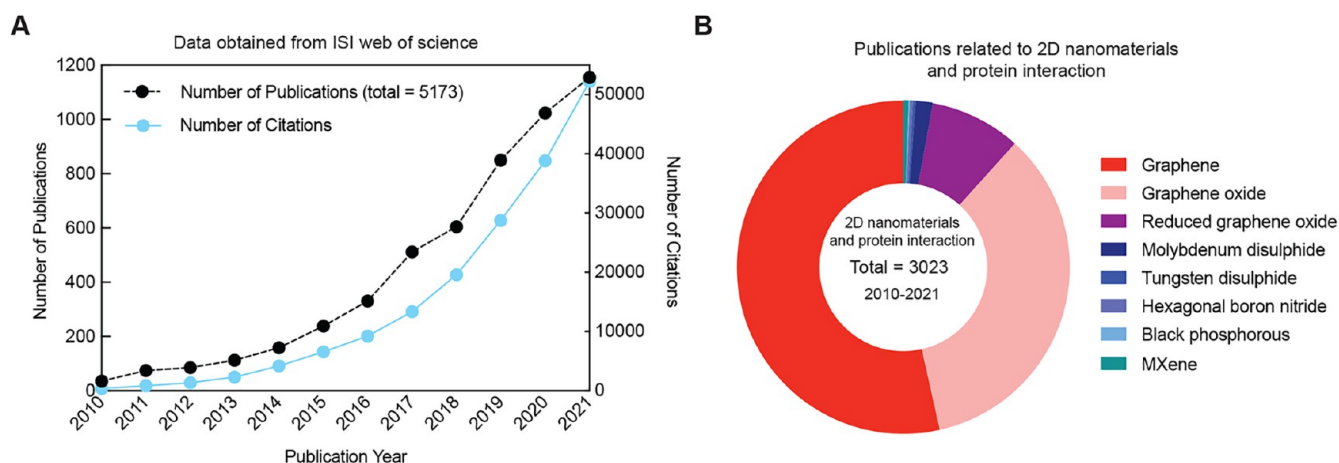 A
Data obtained from ISI web of science
Number of Publications
1200
1000
800
600
400
200
0
Number of Publications (total = 5173)
Number of Citations
50000
40000
30000
20000
10000
0
Number of Citations
2010
2011
2012
2013
2014
2015
2016
2017
2018
2019
2020
2021
Publication Year
B
Publications related to 2D nanomaterials
and protein interaction
2D nanomaterials
and protein interaction
Total = 3023
2010-2021
Graphene
Graphene oxide
Reduced graphene oxide
Molybdenum disulphide
Tungsten disulphide
Hexagonal boron nitride
Black phosphorous
MXene